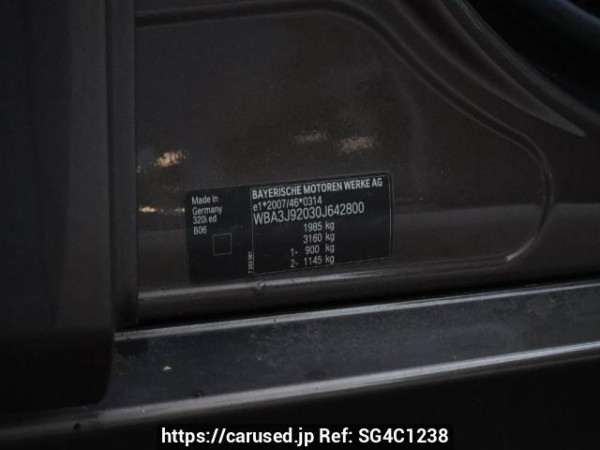 Made in
Germany
320i ed
B06
BAYERISCHE MOTOREN WERKE AG
e1*2007/46*0314
WBA3J92030J642800
1985 kg
3160 kg
1- 900 kg
2- 1145 kg
https://carused.jp Ref: SG4C1238